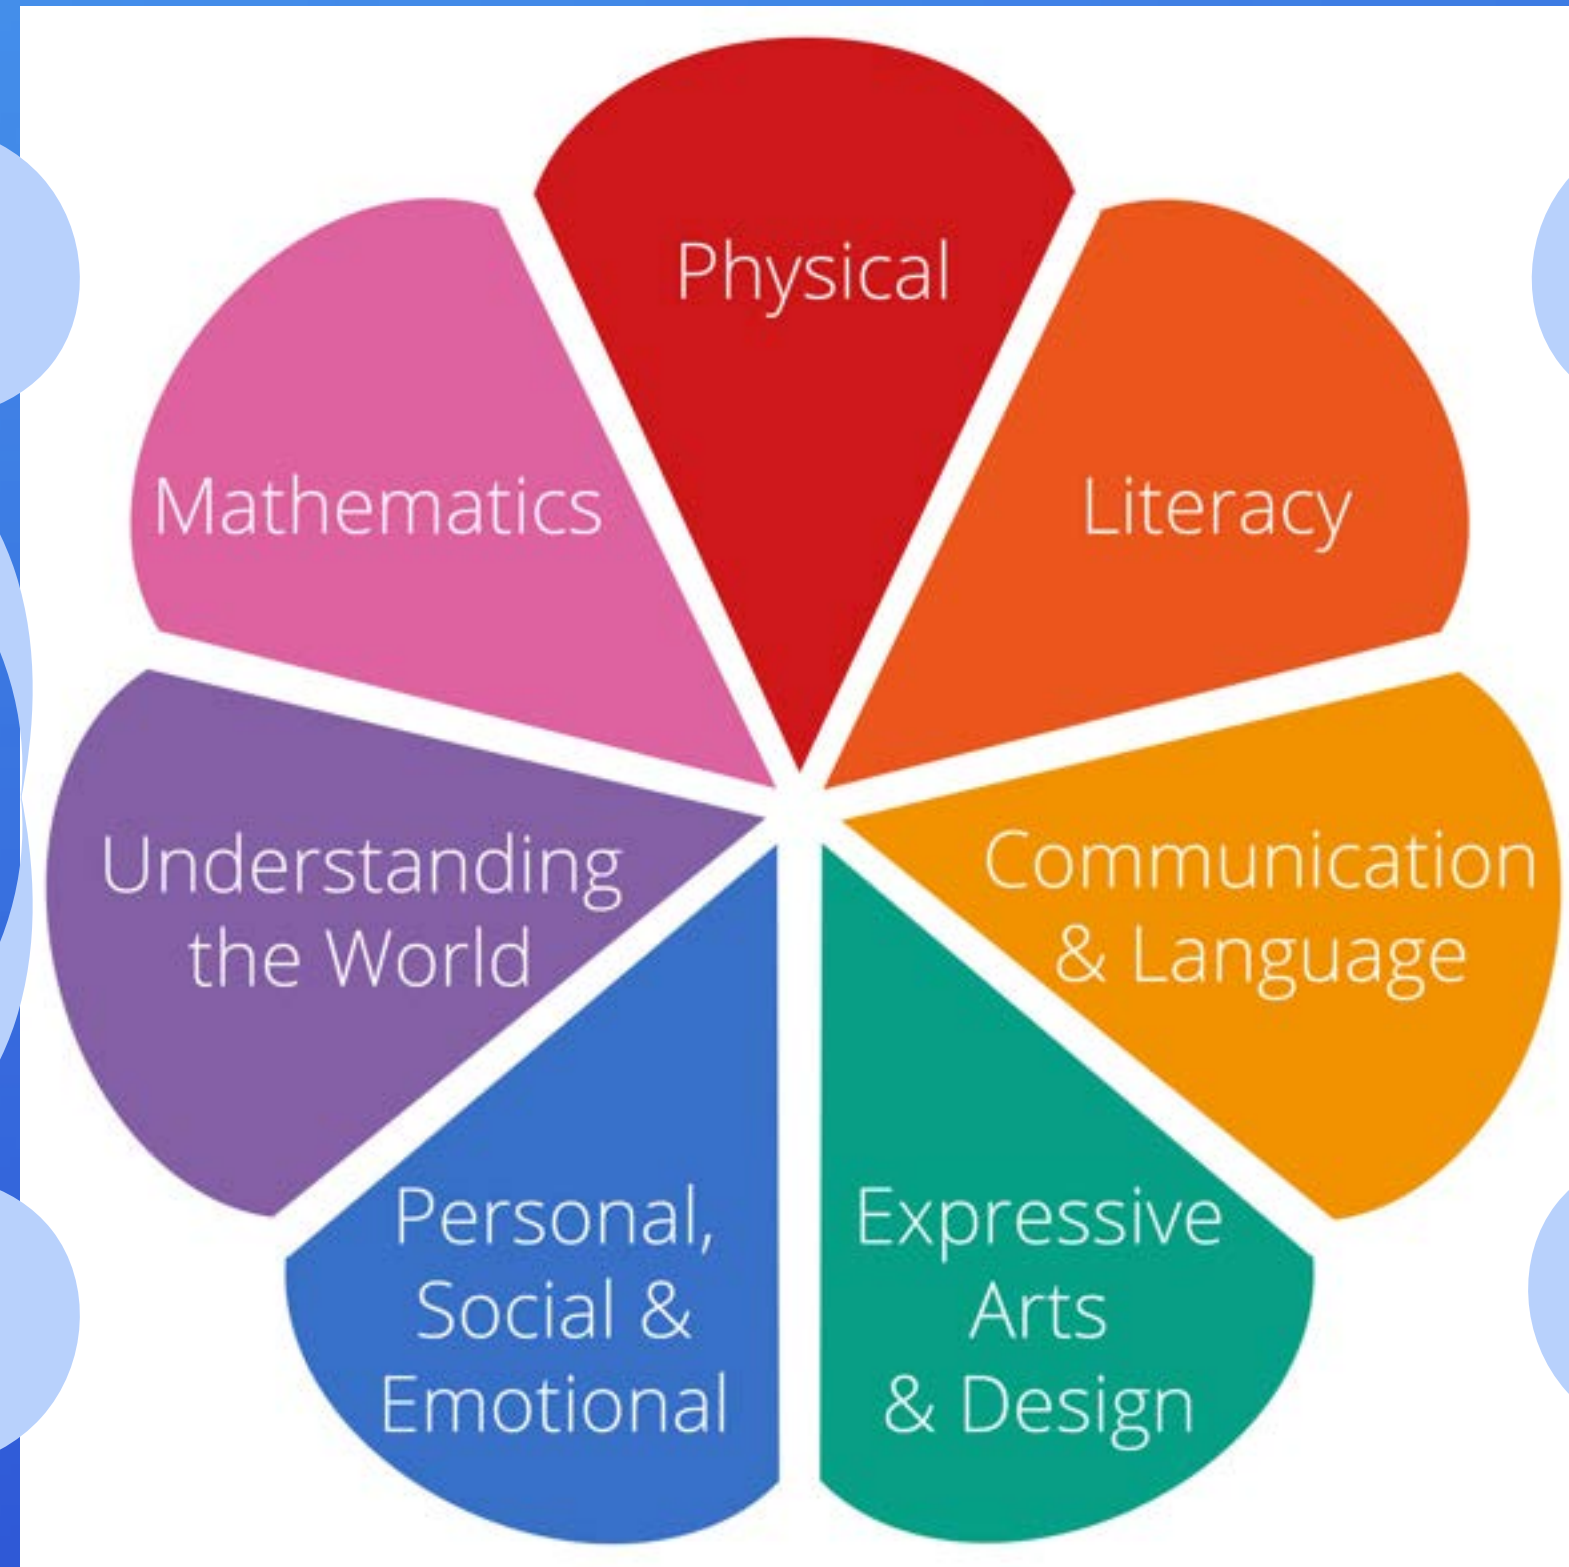 Physical
Mathematics
Literacy
Understanding
the World
Communication
& Language
Personal,
Social &
Emotional
Expressive
Arts
& Design